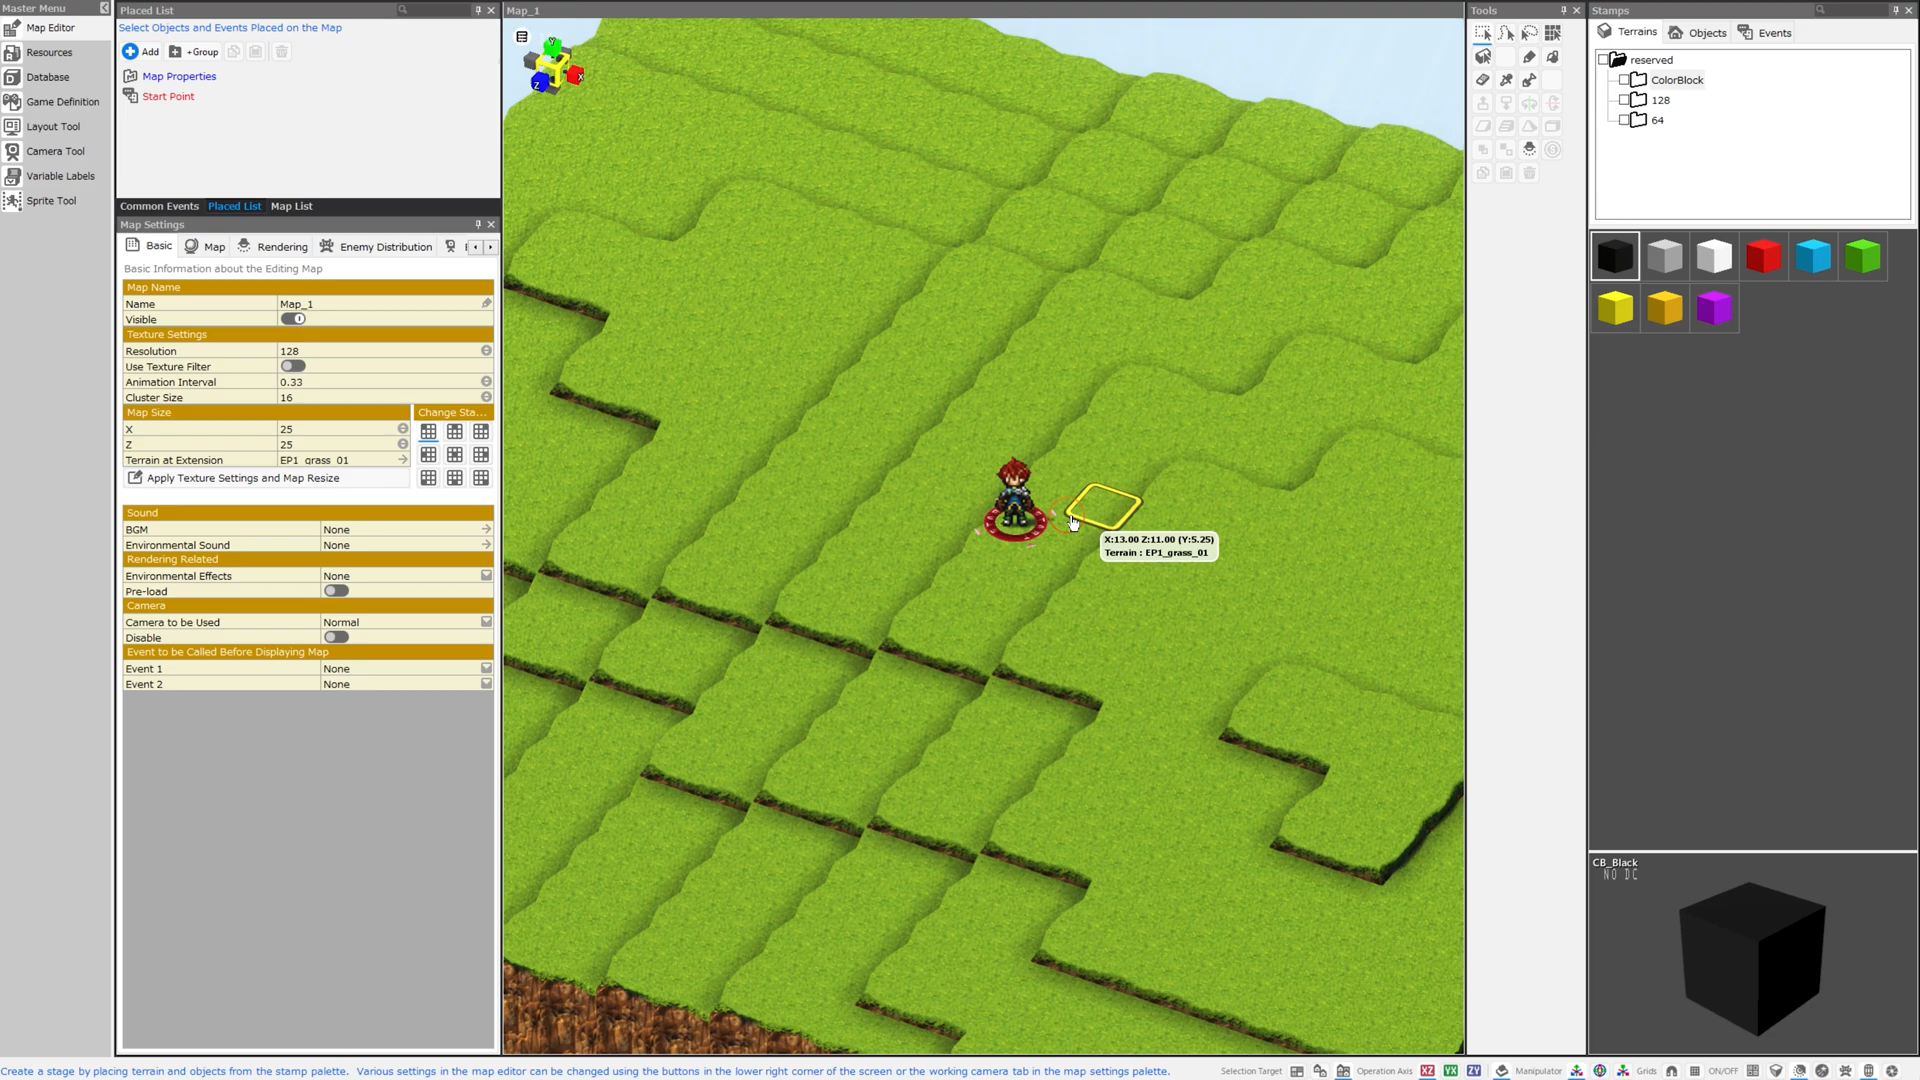 Master Menu
Map Editor
Resources
Database
Game Definition
Layout Tool
Camera Tool
Variable Labels
Sprite Tool
Placed List
Select Objects and Events Placed on the Map
Add
+Group
Map Properties
Start Point
Common Events Placed List Map List
Map Settings
Basic Map Rendering Enemy Distribution
Basic Information about the Editing Map
Map Name
Name Map_1
Visible
Texture Settings
Resolution 128
Use Texture Filter
Animation Interval 0.33
Cluster Size 16
Map Size Change Sta...
X 25
Z 25
Terrain at Extension EP1_grass_01
Apply Texture Settings and Map Resize
Sound
BGM None
Environmental Sound None
Rendering Related
Environmental Effects None
Pre-load
Camera
Camera to be Used Normal
Disable
Event to be Called Before Displaying Map
Event 1 None
Event 2 None
Map_1
Y
X
Z
X:13.00 Z:11.00 (Y:5.25)
Terrain : EP1_grass_01
Tools
Stamps
Terrains Objects Events
reserved
ColorBlock
128
64
CB_Black
NO DC
Create a stage by placing terrain and objects from the stamp palette. Various settings in the map editor can be changed using the buttons in the lower right corner of the screen or the working camera tab in the map settings palette.
Selection Target Operation Axis XZ YX ZY Manipulator Grids ON/OFF